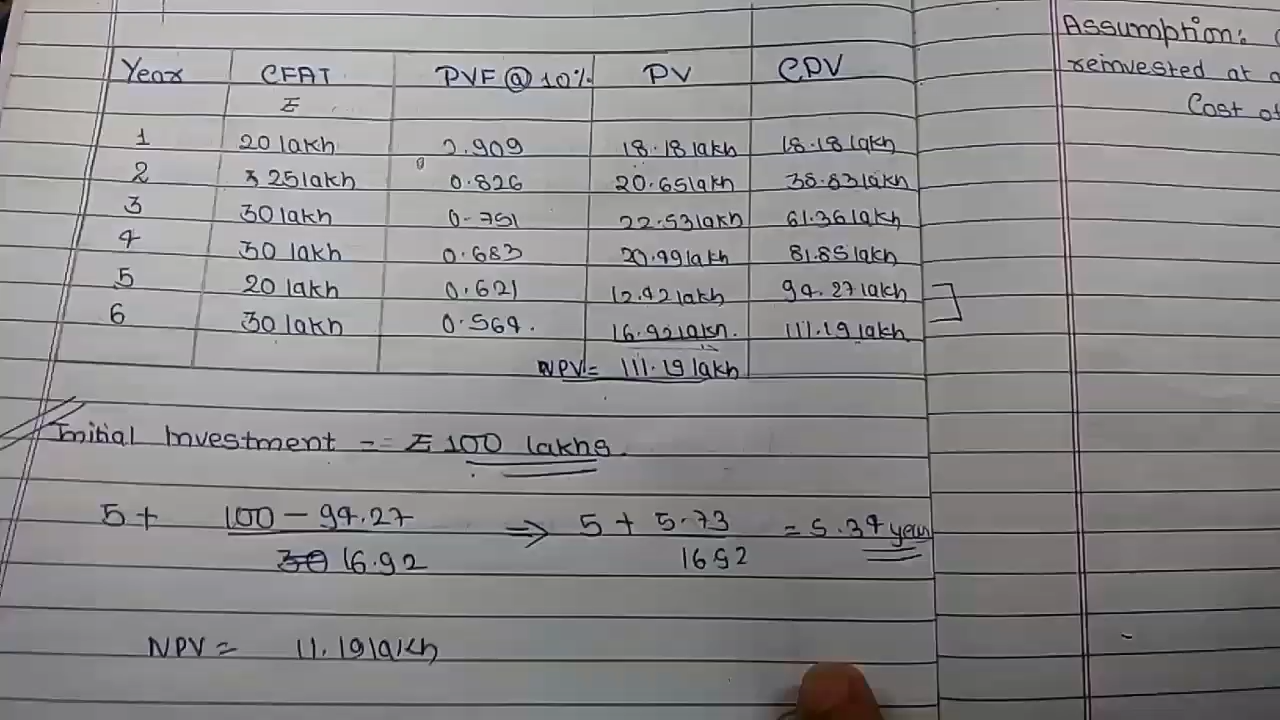 Year CFAT PVF @ 10% PV CPV
₹
1 20 lakh 0.909 18.18 lakh 18.18 lakh
2 25 lakh 0.826 20.65 lakh 38.83 lakh
3 30 lakh 0.751 22.53 lakh 61.36 lakh
4 30 lakh 0.683 20.49 lakh 81.85 lakh
5 20 lakh 0.621 12.42 lakh 94.27 lakh
6 30 lakh 0.564. 16.92 lakh. 111.19 lakh
NPV = 111.19 lakh
Initial Investment = ₹ 100 lakhs.
5 + 100 - 94.27 ⇒ 5 + 5.73 = 5.34 years
16.92 1692
NPV = 11.19 lakh
Assumption:
reinvested at
Cost of